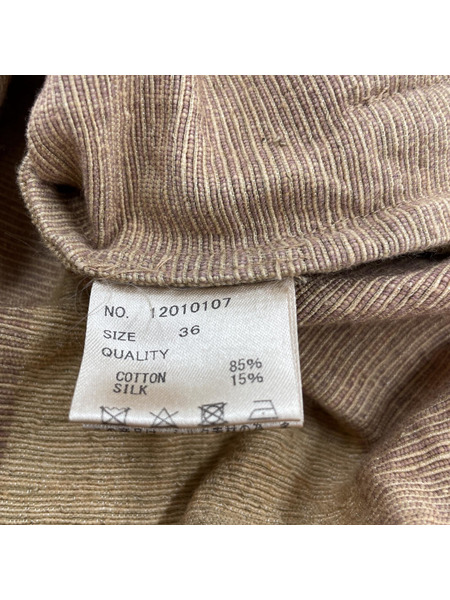 NO. 12010107
SIZE 36
QUALITY
85%
COTTON 15%
SILK